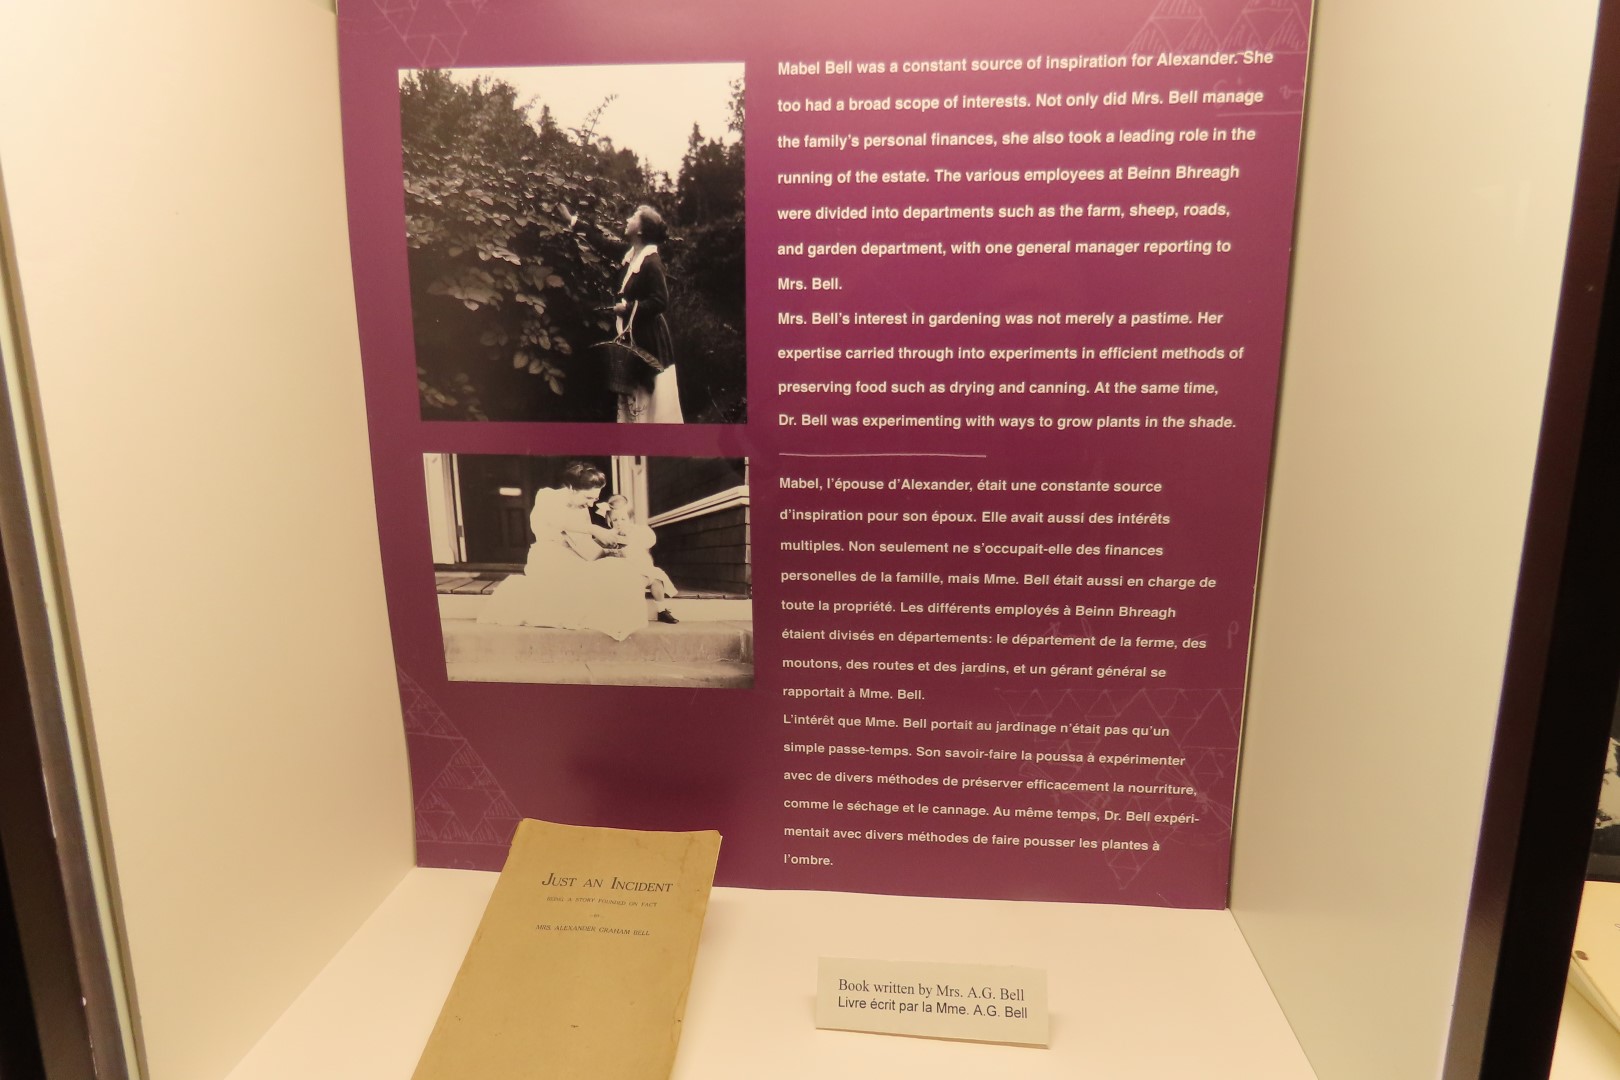 Mabel Bell was a constant source of inspiration for Alexander. She
too had a broad scope of interests. Not only did Mrs. Bell manage
the family's personal finances, she also took a leading role in the
running of the estate. The various employees at Beinn Bhreagh
were divided into departments such as the farm, sheep, roads,
and garden department, with one general manager reporting to
Mrs. Bell.
Mrs. Bell's interest in gardening was not merely a pastime. Her
expertise carried through into experiments in efficient methods of
preserving food such as drying and canning. At the same time,
Dr. Bell was experimenting with ways to grow plants in the shade.
Mabel, l'épouse d'Alexander, était une constante source
d'inspiration pour son époux. Elle avait aussi des intérêts
multiples. Non seulement ne s'occupait-elle des finances
personelles de la famille, mais Mme. Bell était aussi en charge de
toute la propriété. Les différents employés à Beinn Bhreagh
étaient divisés en départements: le département de la ferme, des
moutons, des routes et des jardins, et un gérant général se
rapportait à Mme. Bell.
L'intérêt que Mme. Bell portait au jardinage n'était pas qu'un
simple passe-temps. Son savoir-faire la poussa à expérimenter
avec de divers méthodes de préserver efficacement la nourriture,
comme le séchage et le cannage. Au même temps, Dr. Bell expéri-
mentait avec divers méthodes de faire pousser les plantes à
l'ombre.
JUST AN INCIDENT
BEING A STORY FOUNDED ON FACT
-BY-
MRS. ALEXANDER GRAHAM BELL
Book written by Mrs. A.G. Bell
Livre écrit par la Mme. A.G. Bell